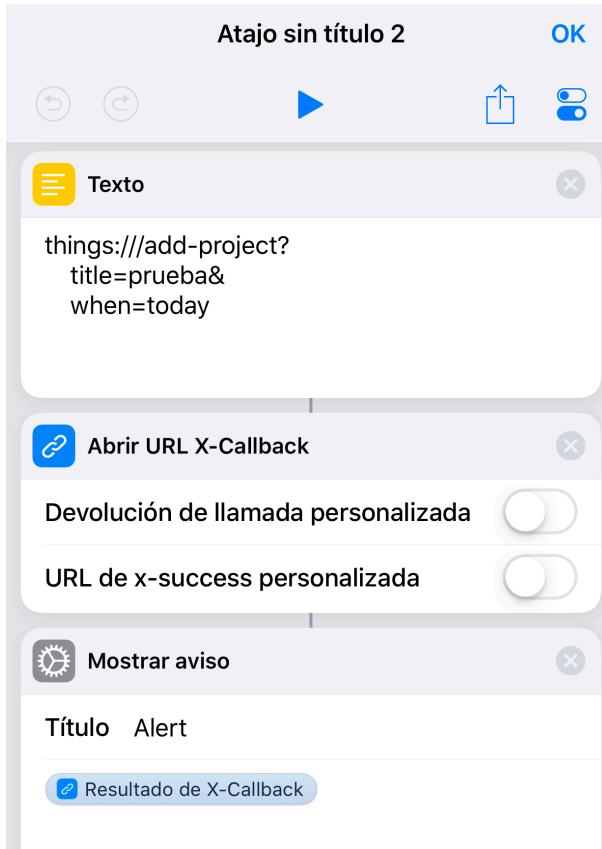 Atajo sin título 2
OK
Texto
things:///add-project?
title=prueba&
when=today
Abrir URL X-Callback
Devolución de llamada personalizada
URL de x-success personalizada
Mostrar aviso
Título Alert
Resultado de X-Callback